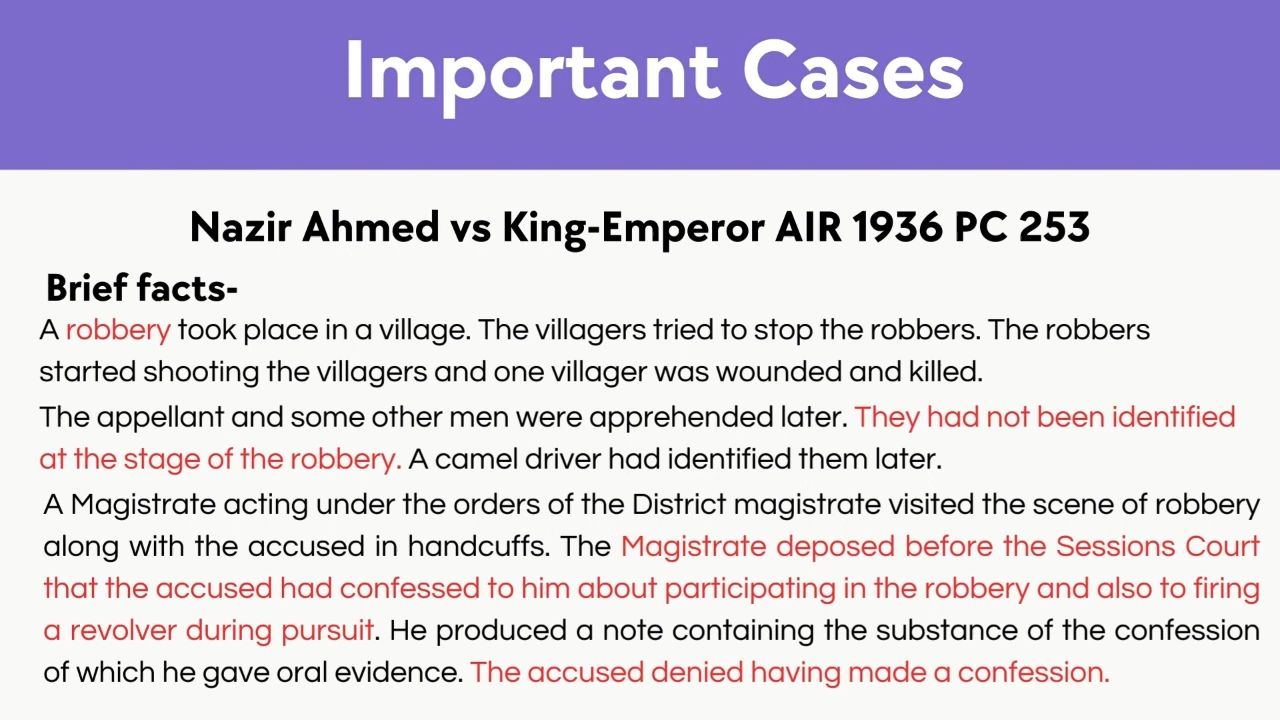 Important Cases
Nazir Ahmed vs King-Emperor AIR 1936 PC 253
Brief facts-
A robbery took place in a village. The villagers tried to stop the robbers. The robbers
started shooting the villagers and one villager was wounded and killed.
The appellant and some other men were apprehended later. They had not been identified
at the stage of the robbery. A camel driver had identified them later.
A Magistrate acting under the orders of the District magistrate visited the scene of robbery
along with the accused in handcuffs. The Magistrate deposed before the Sessions Court
that the accused had confessed to him about participating in the robbery and also to firing
a revolver during pursuit. He produced a note containing the substance of the confession
of which he gave oral evidence. The accused denied having made a confession.